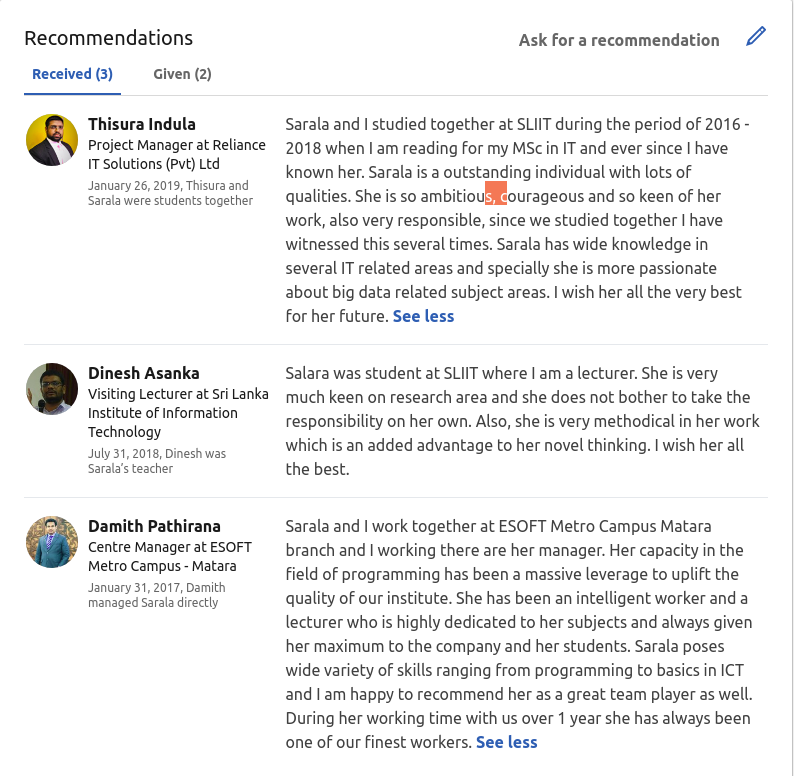 Recommendations
Ask for a recommendation
Received (3)
Given (2)
Thisura Indula
Project Manager at Reliance
IT Solutions (Pvt) Ltd
January 26, 2019, Thisura and
Sarala were students together
Sarala and I studied together at SLIIT during the period of 2016 -
2018 when I am reading for my MSc in IT and ever since I have
known her. Sarala is a outstanding individual with lots of
qualities. She is so ambitious, courageous and so keen of her
work, also very responsible, since we studied together I have
witnessed this several times. Sarala has wide knowledge in
several IT related areas and specially she is more passionate
about big data related subject areas. I wish her all the very best
for her future. See less
Dinesh Asanka
Visiting Lecturer at Sri Lanka
Institute of Information
Technology
July 31, 2018, Dinesh was
Sarala’s teacher
Salara was student at SLIIT where I am a lecturer. She is very
much keen on research area and she does not bother to take the
responsibility on her own. Also, she is very methodical in her work
which is an added advantage to her novel thinking. I wish her all
the best.
Damith Pathirana
Centre Manager at ESOFT
Metro Campus - Matara
January 31, 2017, Damith
managed Sarala directly
Sarala and I work together at ESOFT Metro Campus Matara
branch and I working there are her manager. Her capacity in the
field of programming has been a massive leverage to uplift the
quality of our institute. She has been an intelligent worker and a
lecturer who is highly dedicated to her subjects and always given
her maximum to the company and her students. Sarala poses
wide variety of skills ranging from programming to basics in ICT
and I am happy to recommend her as a great team player as well.
During her working time with us over 1 year she has always been
one of our finest workers. See less